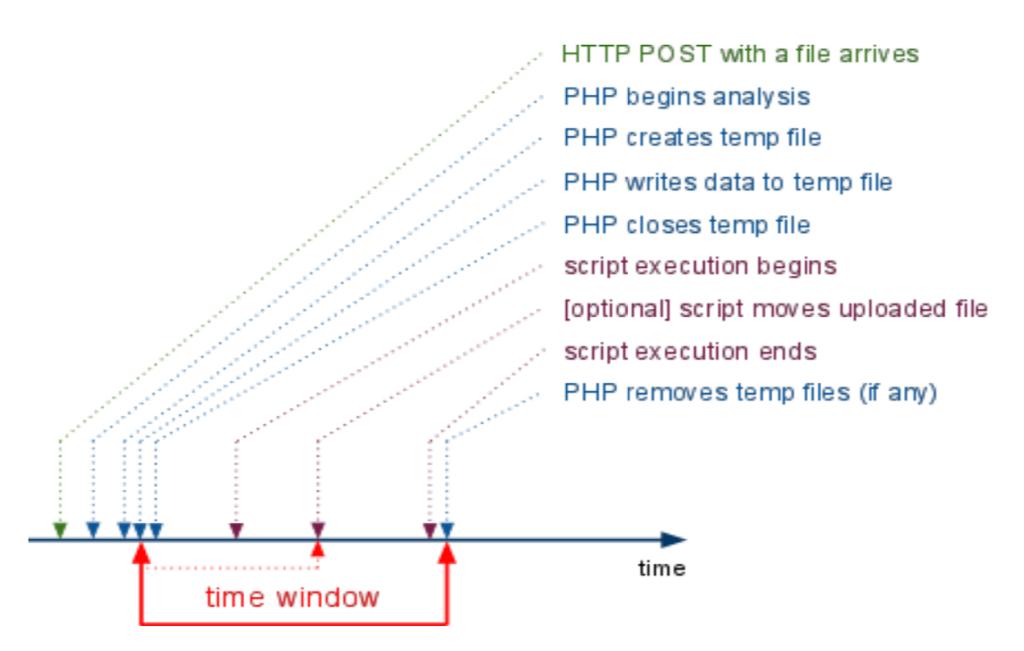 HTTP POST with a file arrives
PHP begins analysis
PHP creates temp file
PHP writes data to temp file
PHP closes temp file
script execution begins
[optional] script moves uploaded file
script execution ends
PHP removes temp files (if any)
time
time window